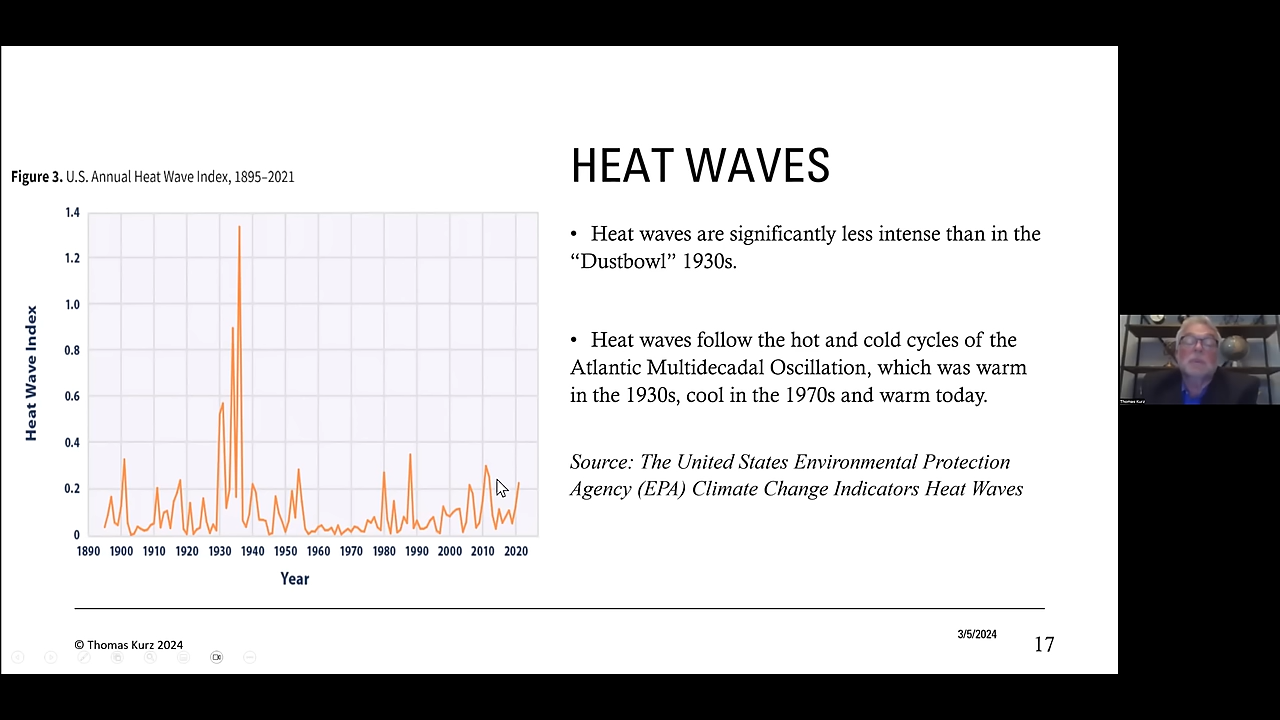 HEAT WAVES
Figure 3. U.S. Annual Heat Wave Index, 1895–2021
1.4
1.2
1.0
0.8
0.6
0.4
0.2
0
Heat Wave Index
1890 1900 1910 1920 1930 1940 1950 1960 1970 1980 1990 2000 2010 2020
Year
• Heat waves are significantly less intense than in the
“Dustbowl” 1930s.
• Heat waves follow the hot and cold cycles of the
Atlantic Multidecadal Oscillation, which was warm
in the 1930s, cool in the 1970s and warm today.
Source: The United States Environmental Protection
Agency (EPA) Climate Change Indicators Heat Waves
Thomas Kurz
© Thomas Kurz 2024
3/5/2024
17